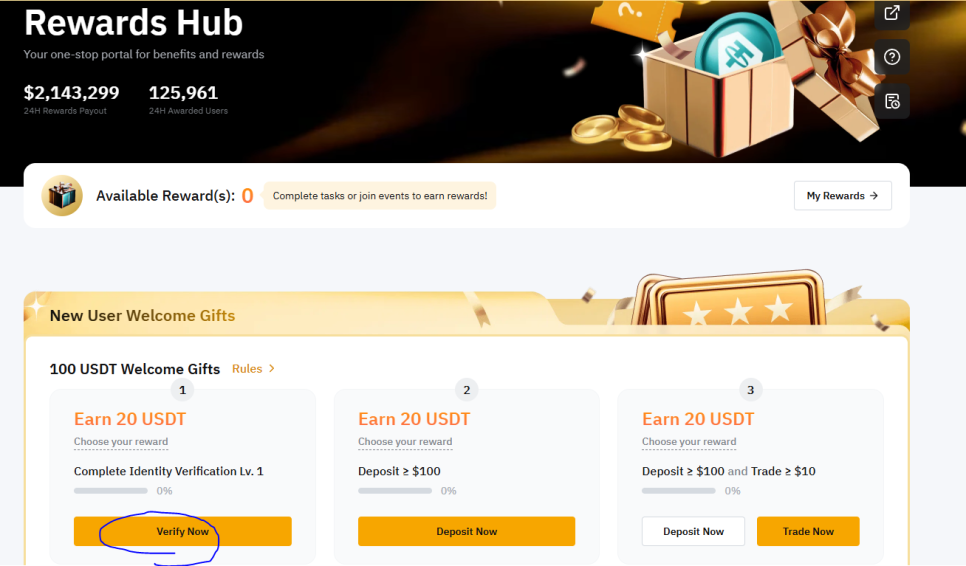 Rewards Hub
Your one-stop portal for benefits and rewards
$2,143,299 125,961
24H Rewards Payout 24H Awarded Users
Available Reward(s): 0 Complete tasks or join events to earn rewards! My Rewards →
New User Welcome Gifts
100 USDT Welcome Gifts Rules >
1 2 3
Earn 20 USDT Earn 20 USDT Earn 20 USDT
Choose your reward Choose your reward Choose your reward
Complete Identity Verification Lv. 1 Deposit ≥ $100 Deposit ≥ $100 and Trade ≥ $10
0% 0% 0%
Verify Now Deposit Now Deposit Now Trade Now